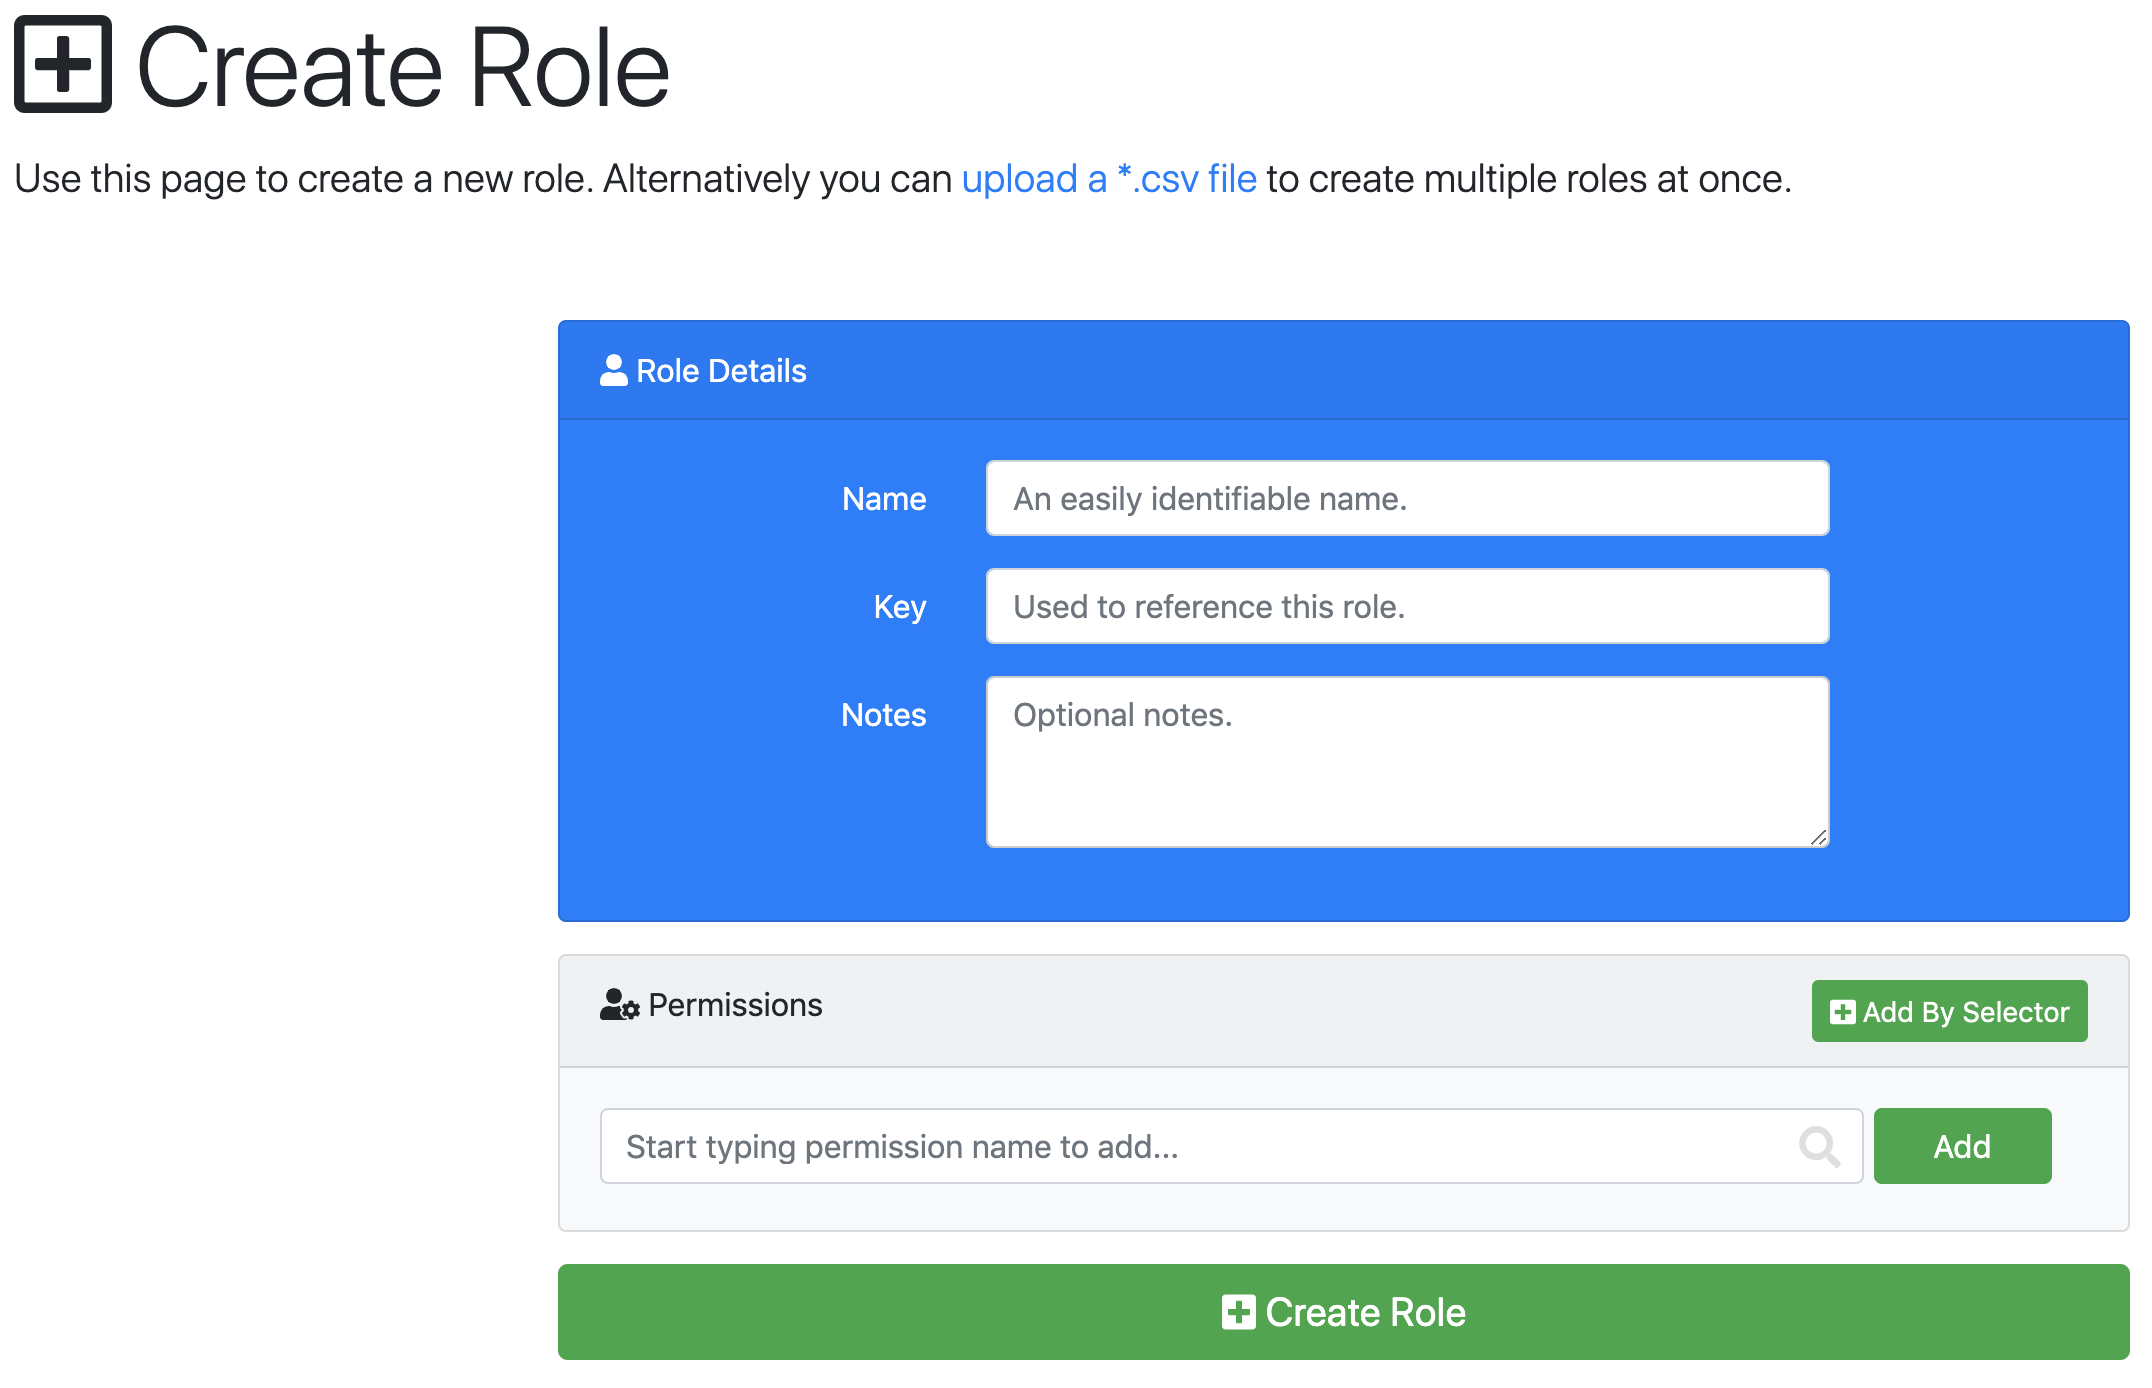 Create Role
Use this page to create a new role. Alternatively you can upload a *.csv file to create multiple roles at once.
Role Details
Name
An easily identifiable name.
Key
Used to reference this role.
Notes
Optional notes.
Permissions
Add By Selector
Start typing permission name to add...
Add
Create Role